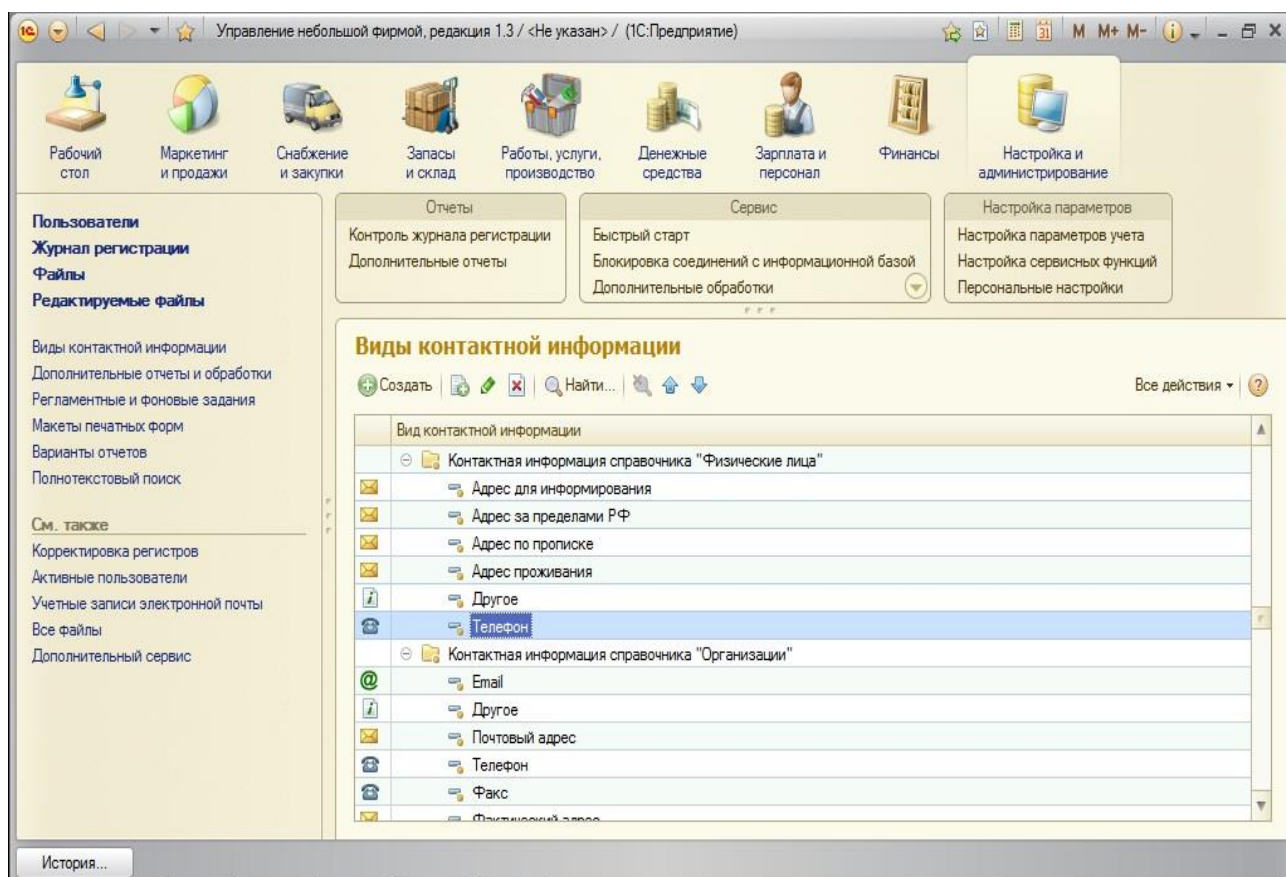 Управление небольшой фирмой, редакция 1.3 / <Не указан> / (1С:Предприятие)
M M+ M-
Рабочий
стол
Маркетинг
и продажи
Снабжение
и закупки
Запасы
и склад
Работы, услуги,
производство
Денежные
средства
Зарплата и
персонал
Финансы
Настройка и
администрирование
Пользователи
Журнал регистрации
Файлы
Редактируемые файлы
Виды контактной информации
Дополнительные отчеты и обработки
Регламентные и фоновые задания
Макеты печатных форм
Варианты отчетов
Полнотекстовый поиск
См. также
Корректировка регистров
Активные пользователи
Учетные записи электронной почты
Все файлы
Дополнительный сервис
Отчеты
Контроль журнала регистрации
Дополнительные отчеты
Сервис
Быстрый старт
Блокировка соединений с информационной базой
Дополнительные обработки
Настройка параметров
Настройка параметров учета
Настройка сервисных функций
Персональные настройки
Виды контактной информации
Создать Найти... Все действия
Вид контактной информации
Контактная информация справочника "Физические лица"
Адрес для информирования
Адрес за пределами РФ
Адрес по прописке
Адрес проживания
Другое
Телефон
Контактная информация справочника "Организации"
Email
Другое
Почтовый адрес
Телефон
Факс
Фактический адрес
История...